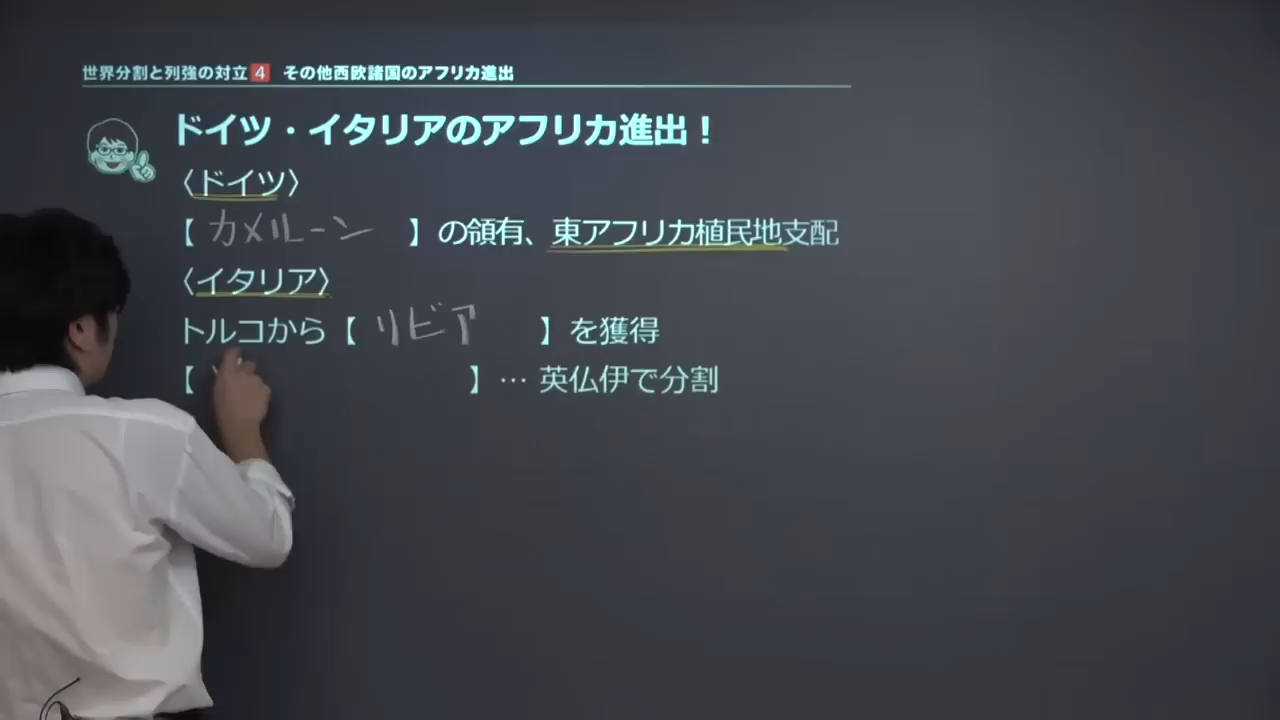 世界分割と列強の対立 4 その他西欧諸国のアフリカ進出
ドイツ・イタリアのアフリカ進出！
〈ドイツ〉
【 カメルーン 】の領有、東アフリカ植民地支配
〈イタリア〉
トルコから【 リビア 】を獲得
【 】… 英仏伊で分割